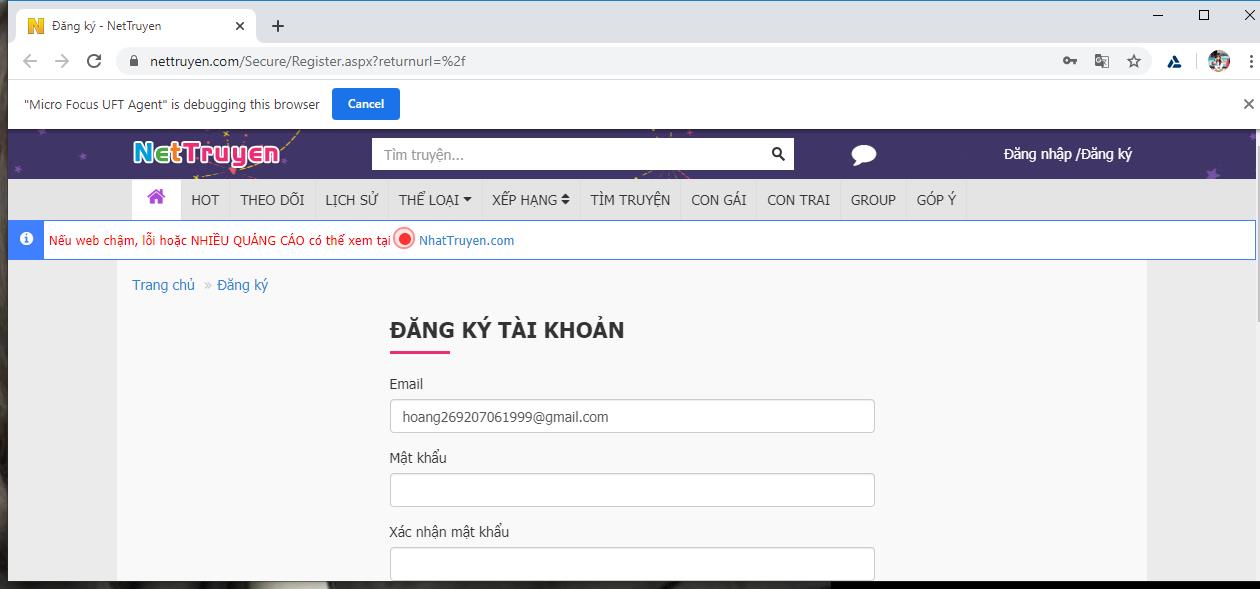 Đăng ký - NetTruyen
nettruyen.com/Secure/Register.aspx?returnurl=%2f
"Micro Focus UFT Agent" is debugging this browser Cancel
NetTruyen Tìm truyện... Đăng nhập /Đăng ký
HOT THEO DÕI LỊCH SỬ THỂ LOẠI XẾP HẠNG TÌM TRUYỆN CON GÁI CON TRAI GROUP GÓP Ý
Nếu web chậm, lỗi hoặc NHIỀU QUẢNG CÁO có thể xem tại NhatTruyen.com
Trang chủ » Đăng ký
ĐĂNG KÝ TÀI KHOẢN
Email
hoang269207061999@gmail.com
Mật khẩu
Xác nhận mật khẩu